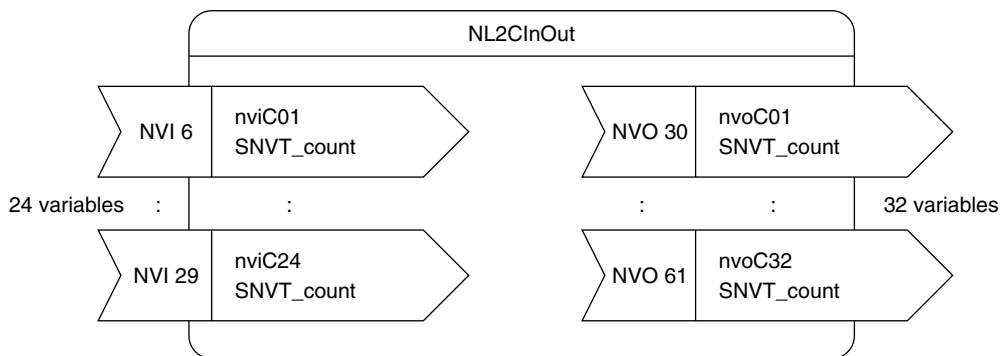 NL2CInOut
NVI 6
nviC01
SNVT_count
NVO 30
nvoC01
SNVT_count
24 variables : : : : 32 variables
NVI 29
nviC24
SNVT_count
NVO 61
nvoC32
SNVT_count